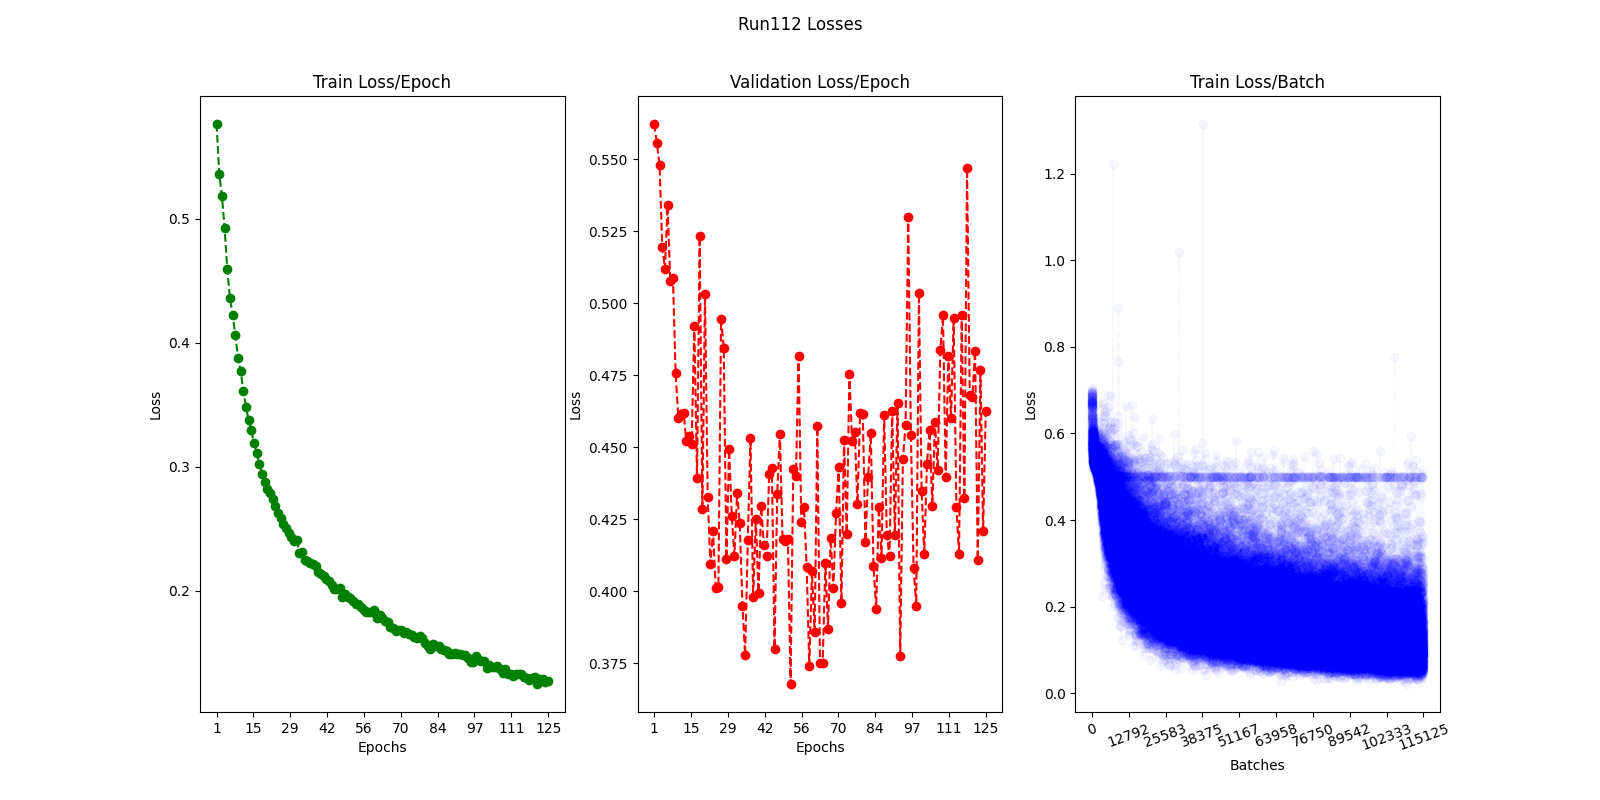 Run112 Losses
Train Loss/Epoch
Validation Loss/Epoch
Train Loss/Batch
Loss
0.5
0.4
0.3
0.2
1 15 29 42 56 70 84 97 111 125
Epochs
Loss
0.550
0.525
0.500
0.475
0.450
0.425
0.400
0.375
1 15 29 42 56 70 84 97 111 125
Epochs
Loss
1.2
1.0
0.8
0.6
0.4
0.2
0.0
0 12792 25583 38375 51167 63958 76750 89542 102333 115125
Batches